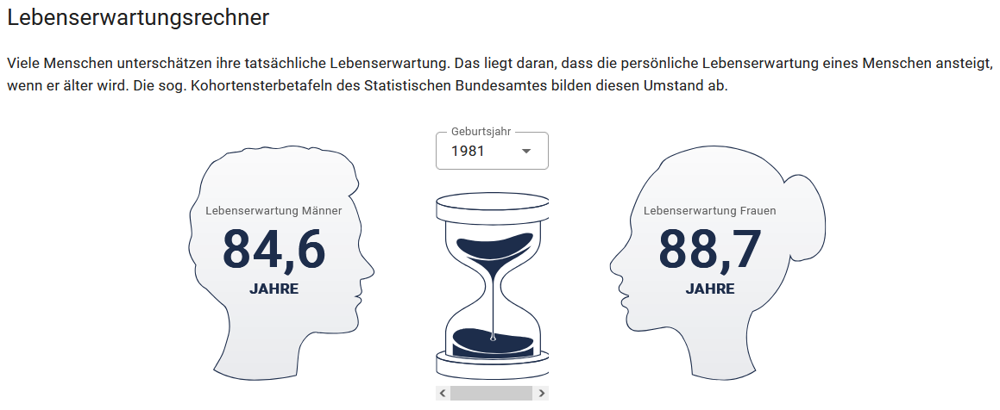 Lebenserwartungsrechner
Viele Menschen unterschätzen ihre tatsächliche Lebenserwartung. Das liegt daran, dass die persönliche Lebenserwartung eines Menschen ansteigt,
wenn er älter wird. Die sog. Kohortensterbetafeln des Statistischen Bundesamtes bilden diesen Umstand ab.
Geburtsjahr
1981
Lebenserwartung Männer
84,6
JAHRE
Lebenserwartung Frauen
88,7
JAHRE